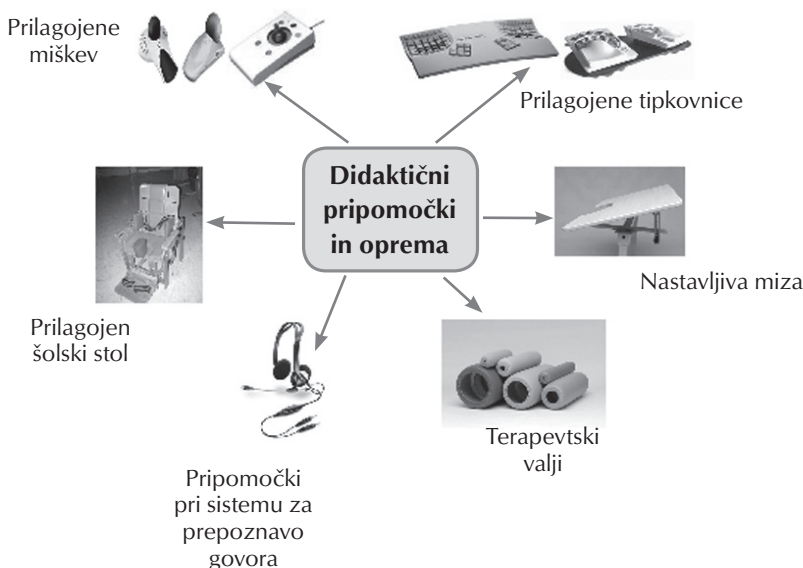 Prilagojene
miškev
Prilagojene tipkovnice
Didaktični
pripomočki
in oprema
Nastavljiva miza
Prilagojen
šolski stol
Terapevtski
valji
Pripomočki
pri sistemu za
prepoznavo
govora